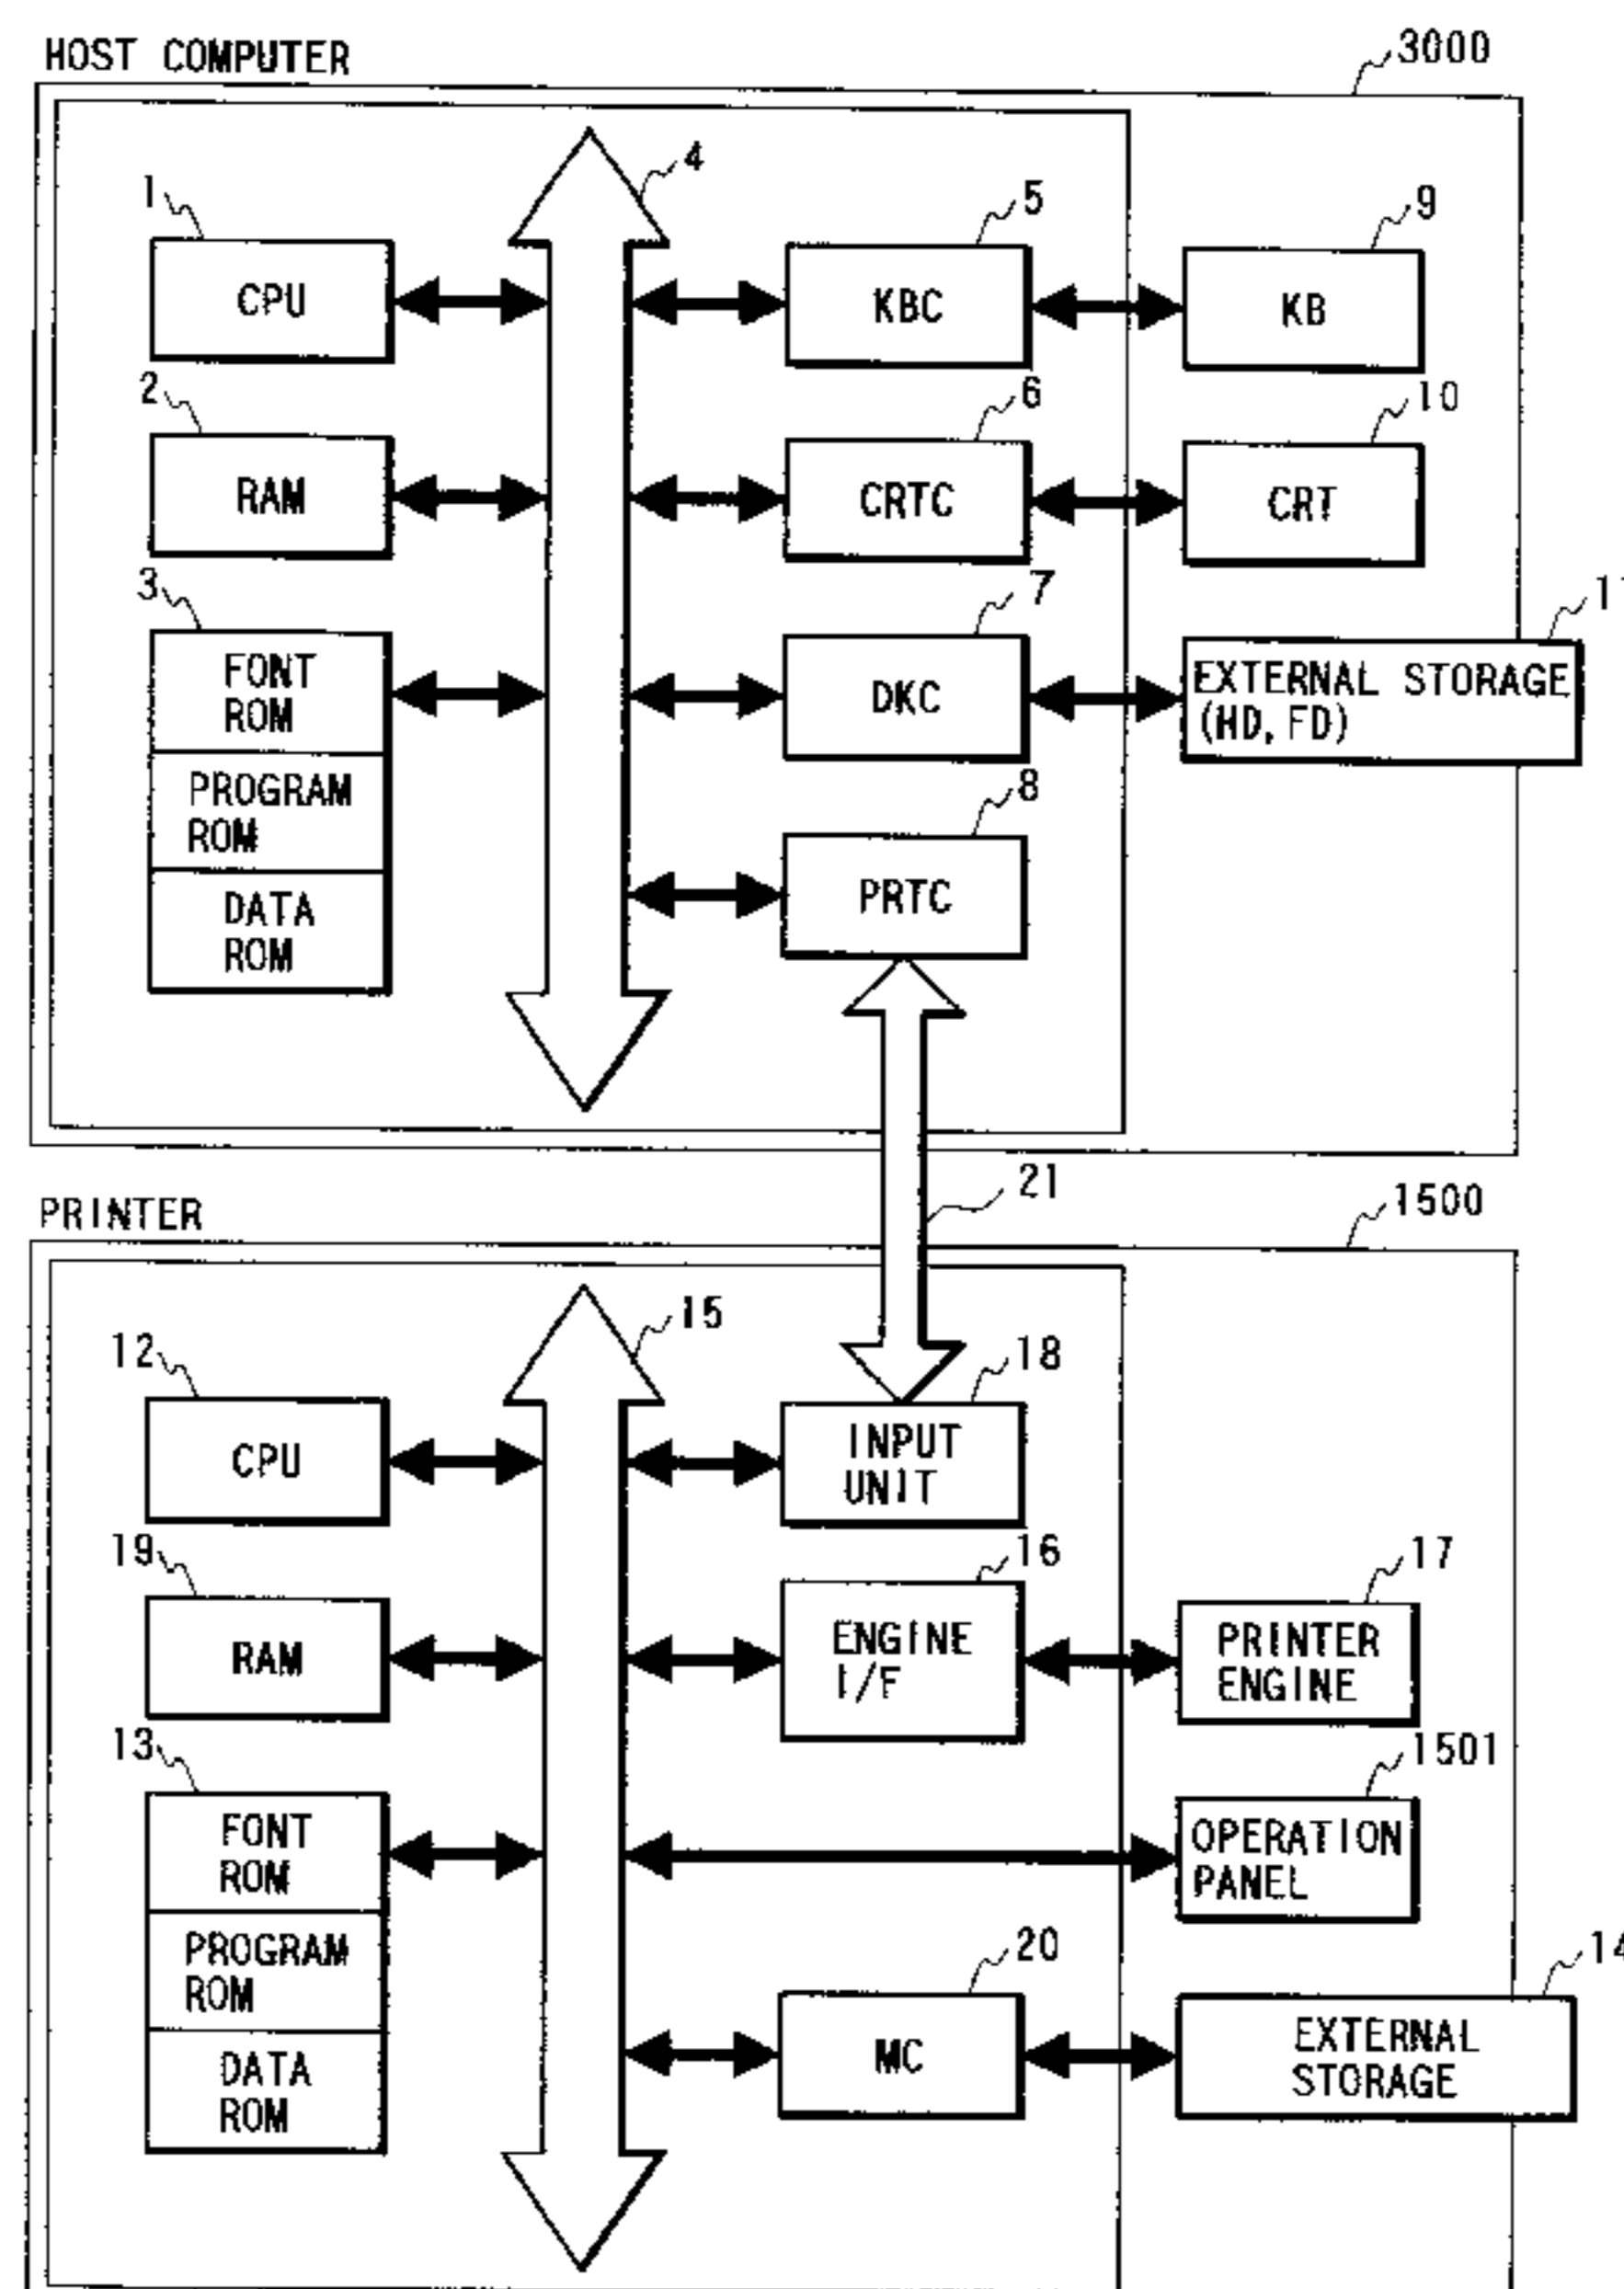 HOST COMPUTER
3000
4
1
5
9
CPU
KBC
KB
2
6
10
RAM
CRTC
CRT
3
7
FONT
ROM
DKC
EXTERNAL STORAGE
(HD, FD)
PROGRAM
ROM
8
DATA
ROM
PRTC
21
PRINTER
1500
15
12
18
CPU
INPUT
UNIT
19
16
17
RAM
ENGINE
I/F
PRINTER
ENGINE
13
1501
FONT
ROM
OPERATION
PANEL
PROGRAM
ROM
20
14
MC
EXTERNAL
STORAGE
DATA
ROM